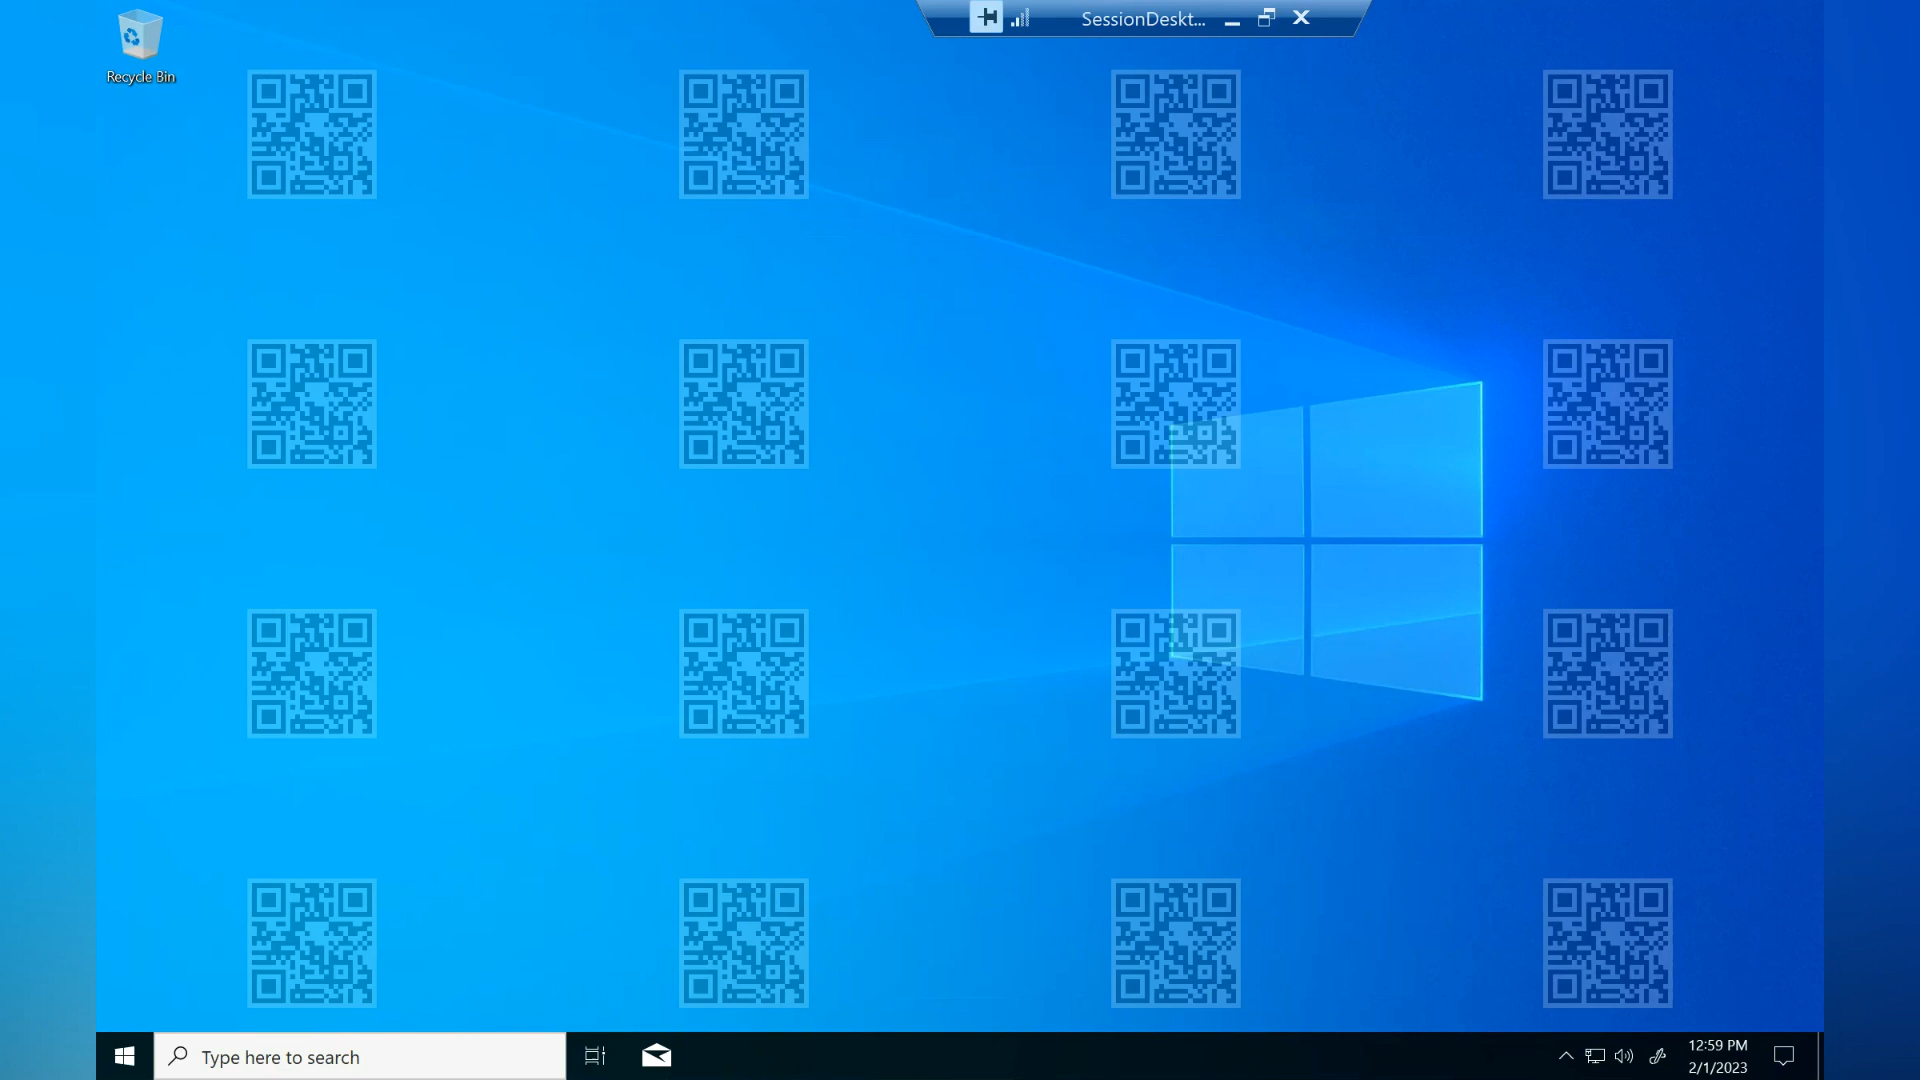 SessionDeskt...
Recycle Bin
Type here to search
12:59 PM
2/1/2023